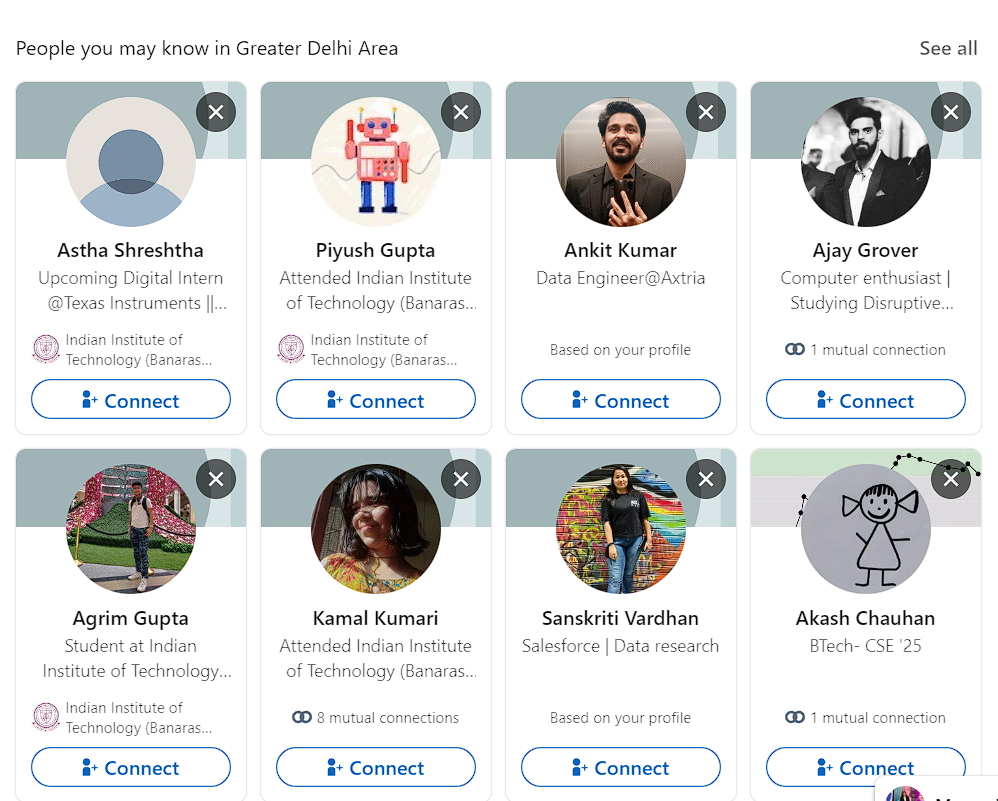 People you may know in Greater Delhi Area
See all
Astha Shreshtha
Upcoming Digital Intern
@Texas Instruments ||...
Indian Institute of
Technology (Banaras...
Connect
Piyush Gupta
Attended Indian Institute
of Technology (Banaras...
Indian Institute of
Technology (Banaras...
Connect
Ankit Kumar
Data Engineer@Axtria
Based on your profile
Connect
Ajay Grover
Computer enthusiast |
Studying Disruptive...
1 mutual connection
Connect
Agrim Gupta
Student at Indian
Institute of Technology...
Indian Institute of
Technology (Banaras...
Connect
Kamal Kumari
Attended Indian Institute
of Technology (Banaras...
8 mutual connections
Connect
Sanskriti Vardhan
Salesforce | Data research
Based on your profile
Connect
Akash Chauhan
BTech- CSE '25
1 mutual connection
Connect